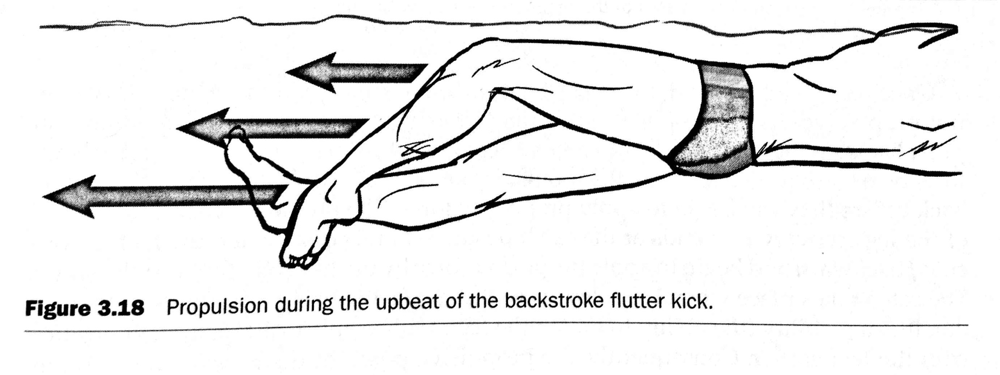 Figure 3.18 Propulsion during the upbeat of the backstroke flutter kick.